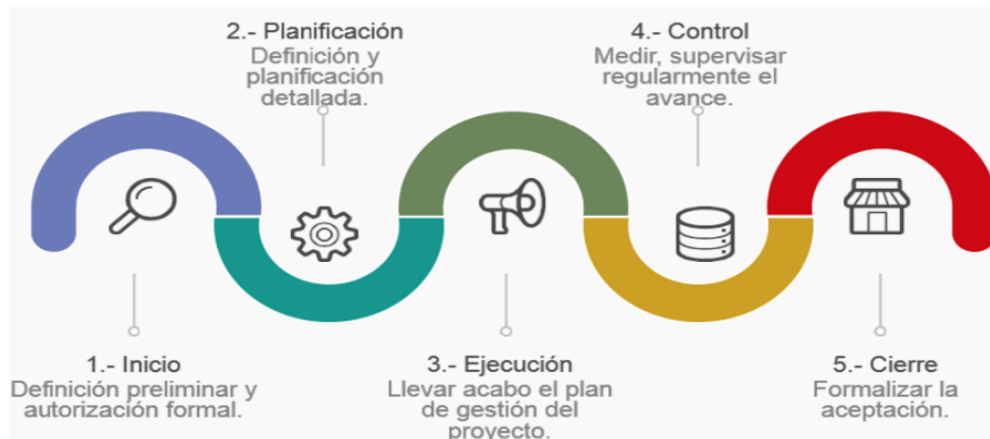 2.- Planificación
Definición y
planificación
detallada.
4.- Control
Medir, supervisar
regularmente el
avance.
1.- Inicio
Definición preliminar y
autorización formal.
3.- Ejecución
Llevar acabo el plan
de gestión del
proyecto.
5.- Cierre
Formalizar la
aceptación.